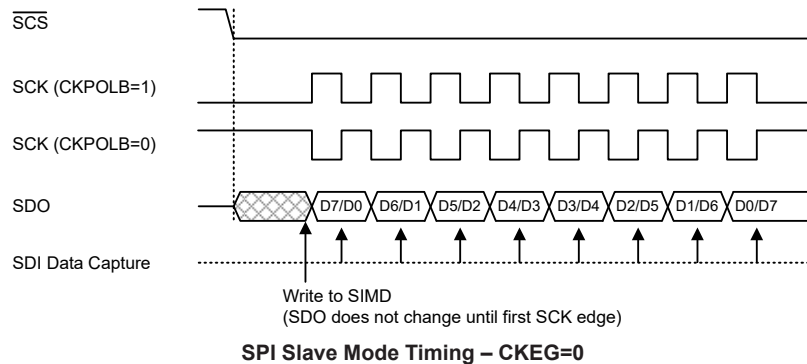 SCS
SCK (CKPOLB=1)
SCK (CKPOLB=0)
SDO D7/D0 D6/D1 D5/D2 D4/D3 D3/D4 D2/D5 D1/D6 D0/D7
SDI Data Capture
Write to SIMD
(SDO does not change until first SCK edge)
SPI Slave Mode Timing – CKEG=0